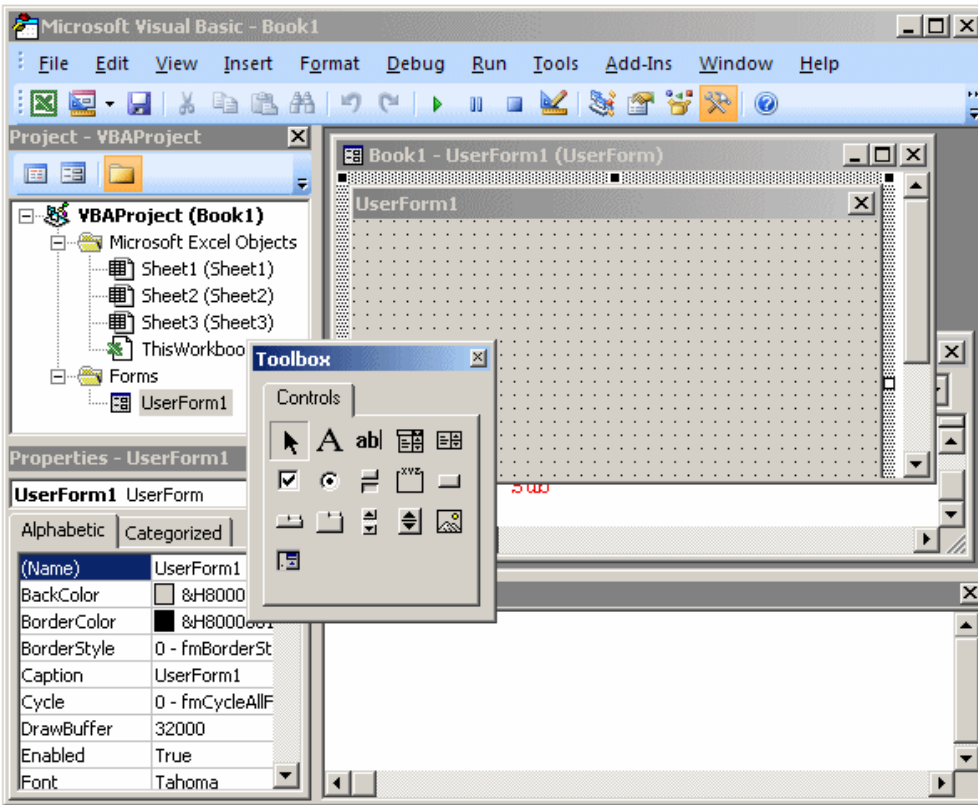 Microsoft Visual Basic - Book1
File Edit View Insert Format Debug Run Tools Add-Ins Window Help
Project - VBAProject
VBAProject (Book1)
Microsoft Excel Objects
Sheet1 (Sheet1)
Sheet2 (Sheet2)
Sheet3 (Sheet3)
ThisWorkboo
Forms
UserForm1
Properties - UserForm1
UserForm1 UserForm
Alphabetic Categorized
(Name) UserForm1
BackColor &H8000
BorderColor
BorderStyle 0 - fmBorderSt
Caption UserForm1
Cycle 0 - fmCycleAllF
DrawBuffer 32000
Enabled True
Font Tahoma
Toolbox
Controls
A ab|
xyz
Book1 - UserForm1 (UserForm)
UserForm1
Sub